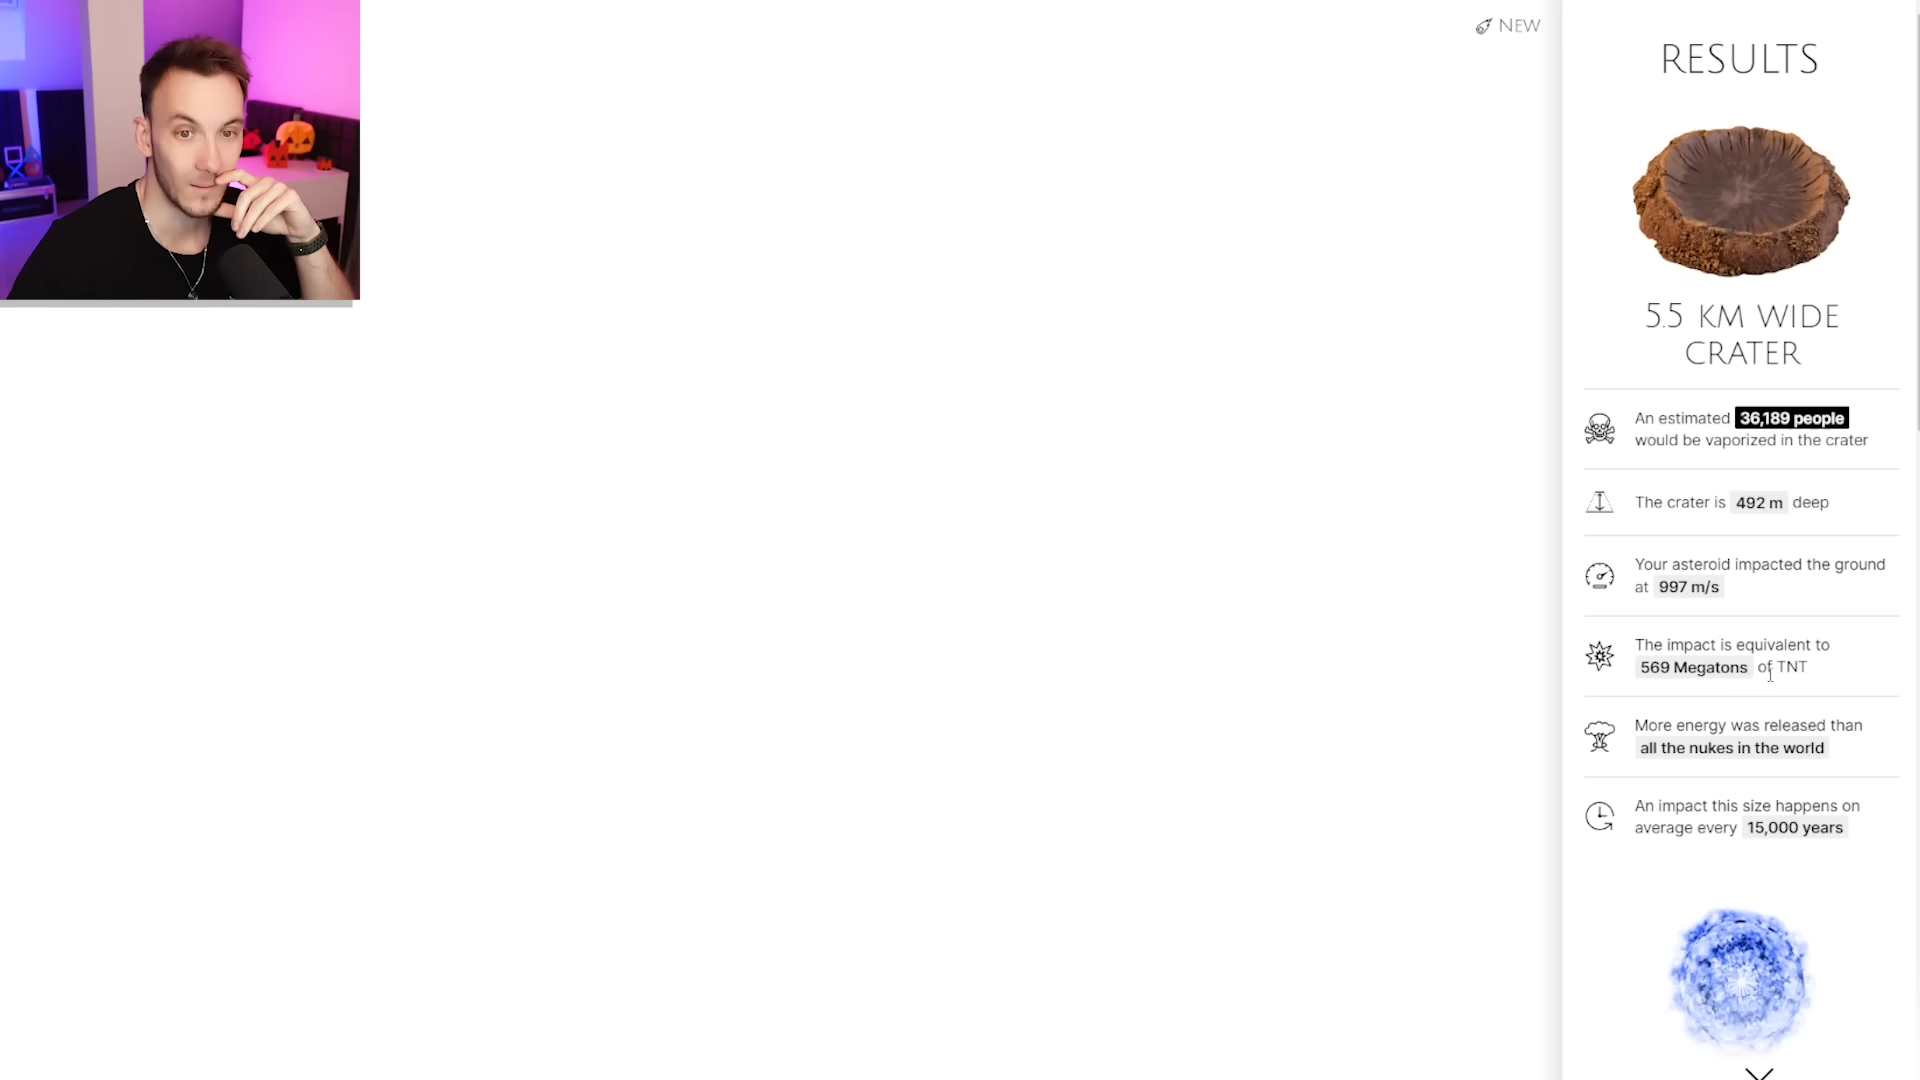 NEW
RESULTS
5.5 KM WIDE
CRATER
An estimated 36,189 people
would be vaporized in the crater
The crater is 492 m deep
Your asteroid impacted the ground
at 997 m/s
The impact is equivalent to
569 Megatons of TNT
More energy was released than
all the nukes in the world
An impact this size happens on
average every 15,000 years